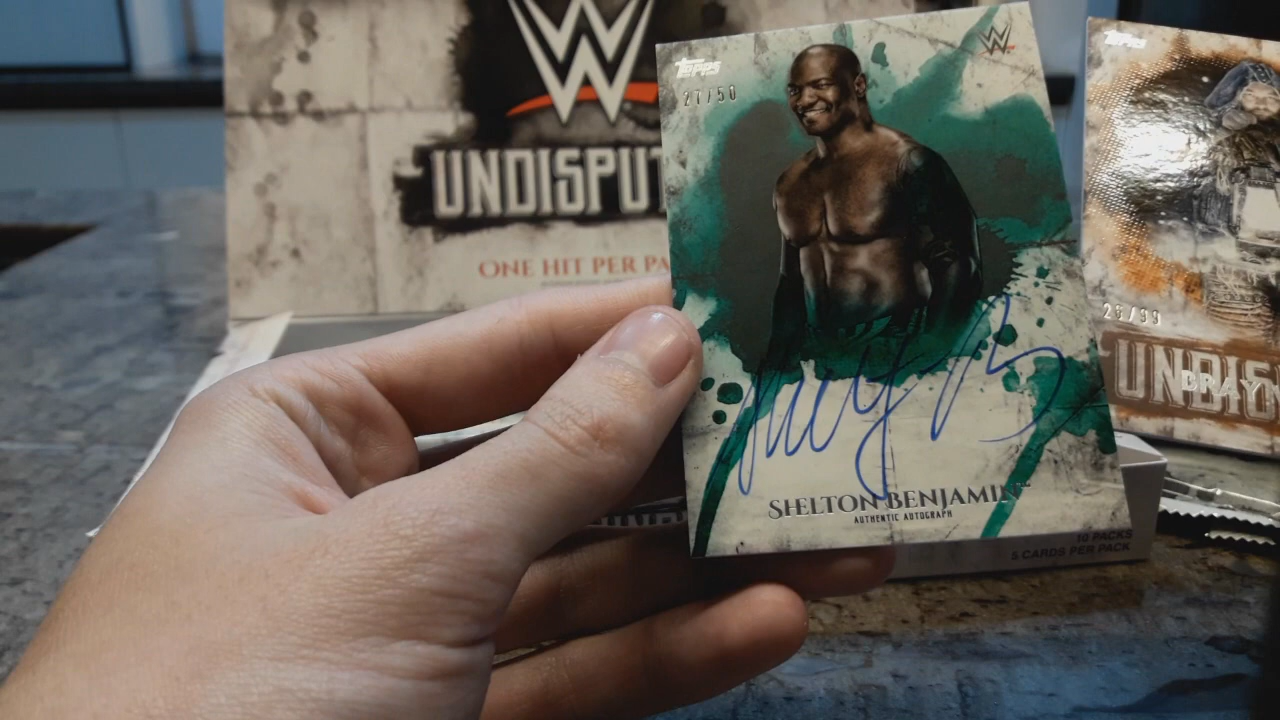 W
UNDISPUT
ONE HIT PER PA
Topps
27/50
W
SHELTON BENJAMIN
AUTHENTIC AUTOGRAPH
Topps
26/99
UNDIS
BRAY
10 PACKS
5 CARDS PER PACK